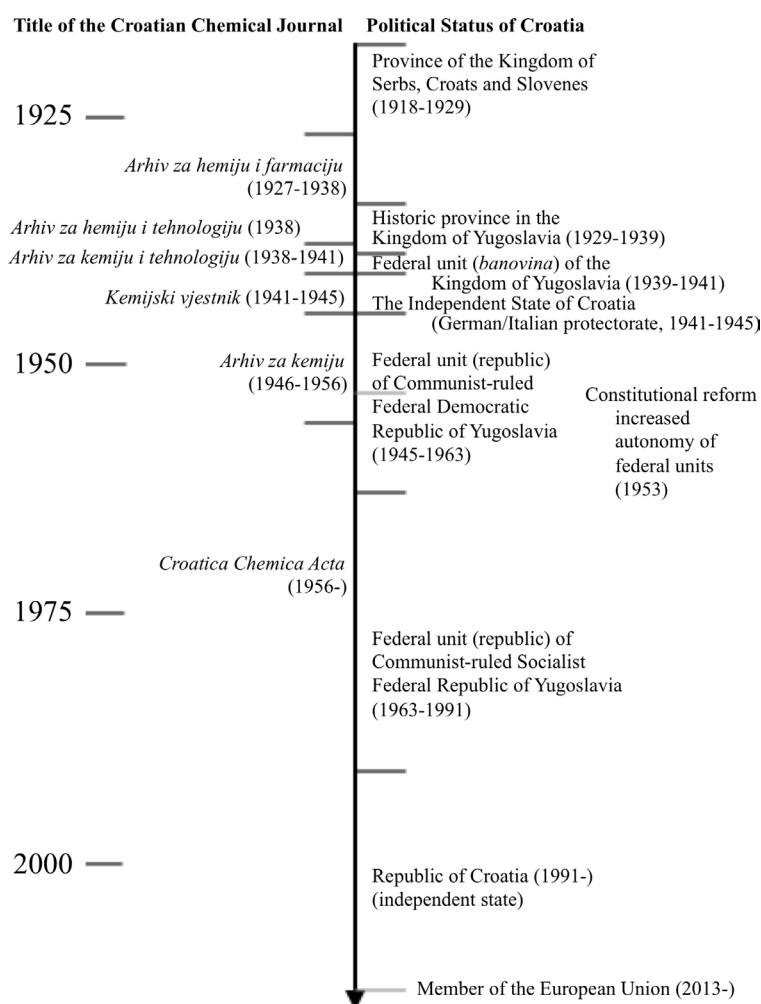 Title of the Croatian Chemical Journal
Political Status of Croatia
Province of the Kingdom of
Serbs, Croats and Slovenes
(1918-1929)
1925
Arhiv za hemiju i farmaciju
(1927-1938)
Historic province in the
Kingdom of Yugoslavia (1929-1939)
Arhiv za hemiju i tehnologiju (1938)
Arhiv za kemiju i tehnologiju (1938-1941)
Federal unit (banovina) of the
Kingdom of Yugoslavia (1939-1941)
Kemijski vjestnik (1941-1945)
The Independent State of Croatia
(German/Italian protectorate, 1941-1945)
1950
Arhiv za kemiju
(1946-1956)
Federal unit (republic)
of Communist-ruled
Federal Democratic
Republic of Yugoslavia
(1945-1963)
Constitutional reform
increased
autonomy of
federal units
(1953)
Croatica Chemica Acta
(1956-)
1975
Federal unit (republic) of
Communist-ruled Socialist
Federal Republic of Yugoslavia
(1963-1991)
2000
Republic of Croatia (1991-)
(independent state)
Member of the European Union (2013-)